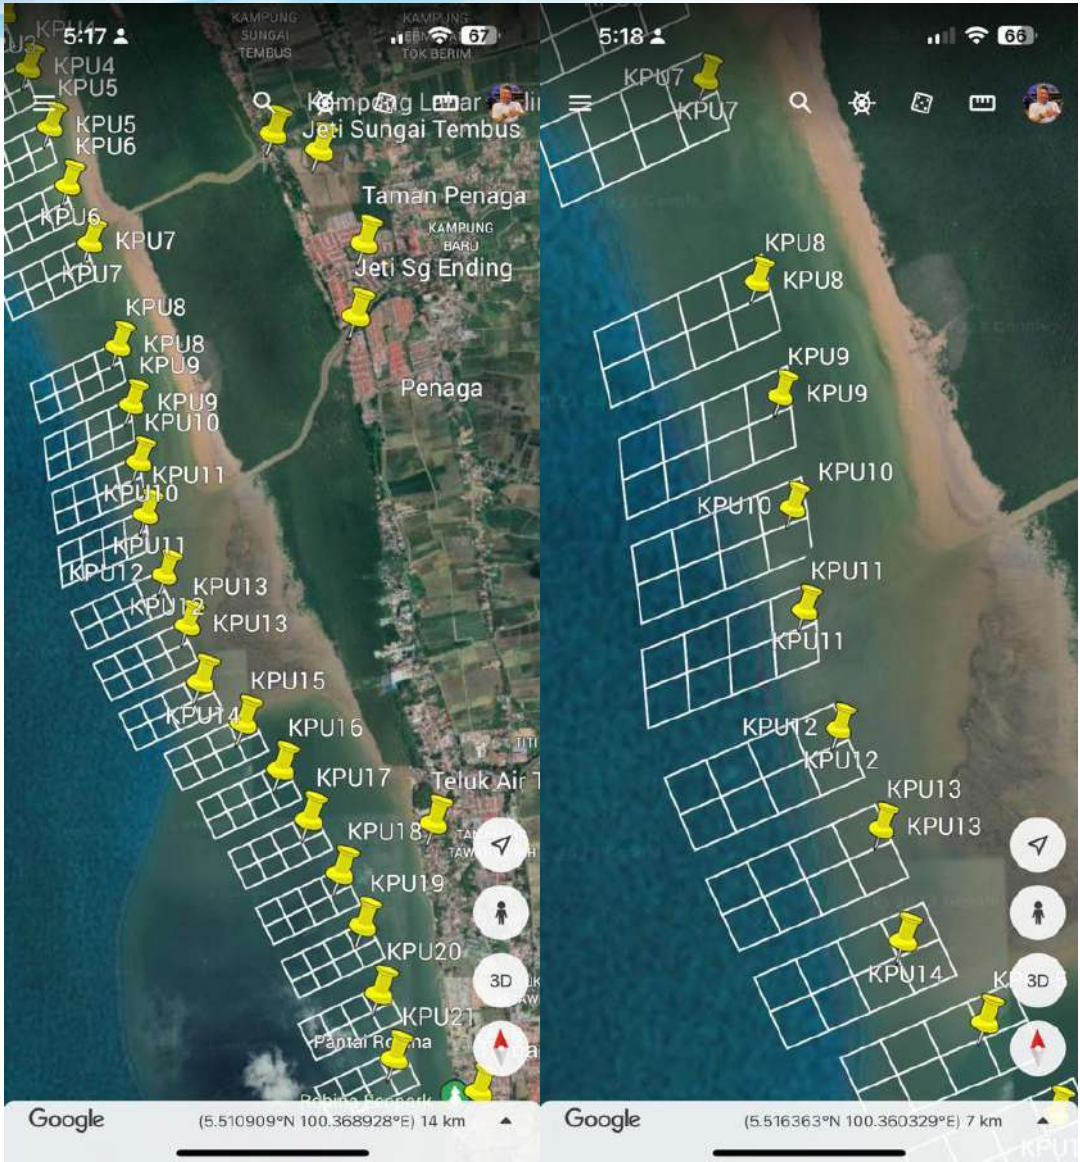 5:17
67
KAMPUNG
SUNGAI
TEMBUS
KAMPUNG
TOK BERIM
KPU4
KPU4
KPU5
KPU5
KPU6
Jeti Sungai Tembus
Taman Penaga
KPU6
KPU7
KAMPUNG
BARU
Jeti Sg Ending
KPU7
KPU8
KPU8
KPU9
Penaga
KPU9
KPU10
KPU11
KPU10
KPU11
KPU12
KPU13
KPU12
KPU13
KPU15
KPU14
KPU16
KPU17
Teluk Air
KPU18
KPU19
KPU20
3D
KPU21
Google
(5.510909°N 100.368928°E) 14 km
5:18
66
KPU7
KPU7
KPU8
KPU8
KPU9
KPU9
KPU10
KPU10
KPU11
KPU11
KPU12
KPU12
KPU13
KPU13
KPU14
3D
Google
(5.516363°N 100.360329°E) 7 km